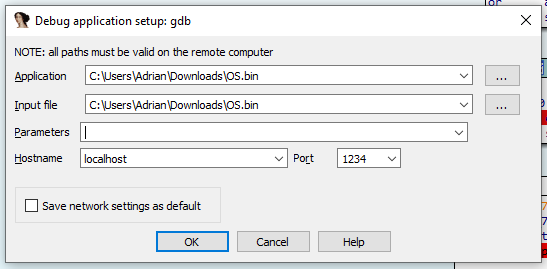 Debug application setup: gdb
NOTE: all paths must be valid on the remote computer
Application C:\Users\Adrian\Downloads\OS.bin ...
Input file C:\Users\Adrian\Downloads\OS.bin ...
Parameters
Hostname localhost Port 1234
Save network settings as default
OK Cancel Help